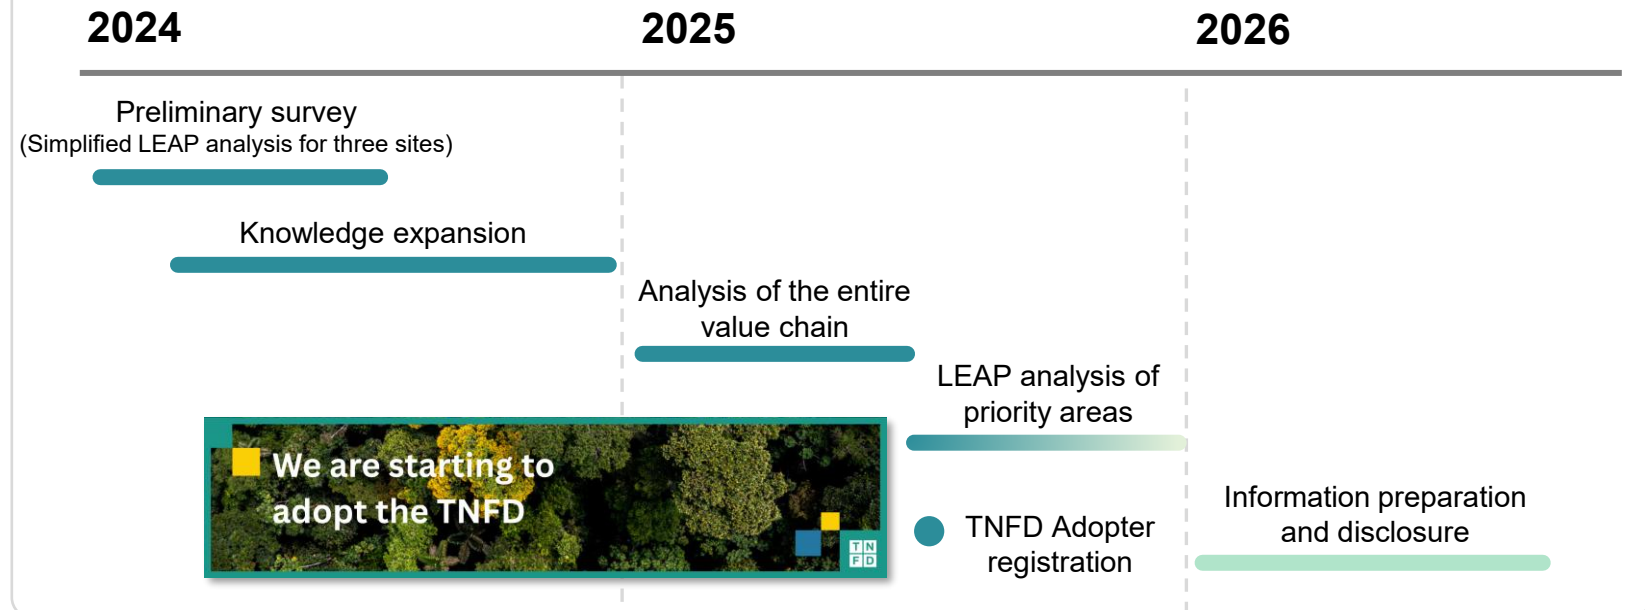 2024
2025
2026
Preliminary survey
(Simplified LEAP analysis for three sites)
Knowledge expansion
Analysis of the entire
value chain
LEAP analysis of
priority areas
We are starting to
adopt the TNFD
TN
FD
TNFD Adopter
registration
Information preparation
and disclosure